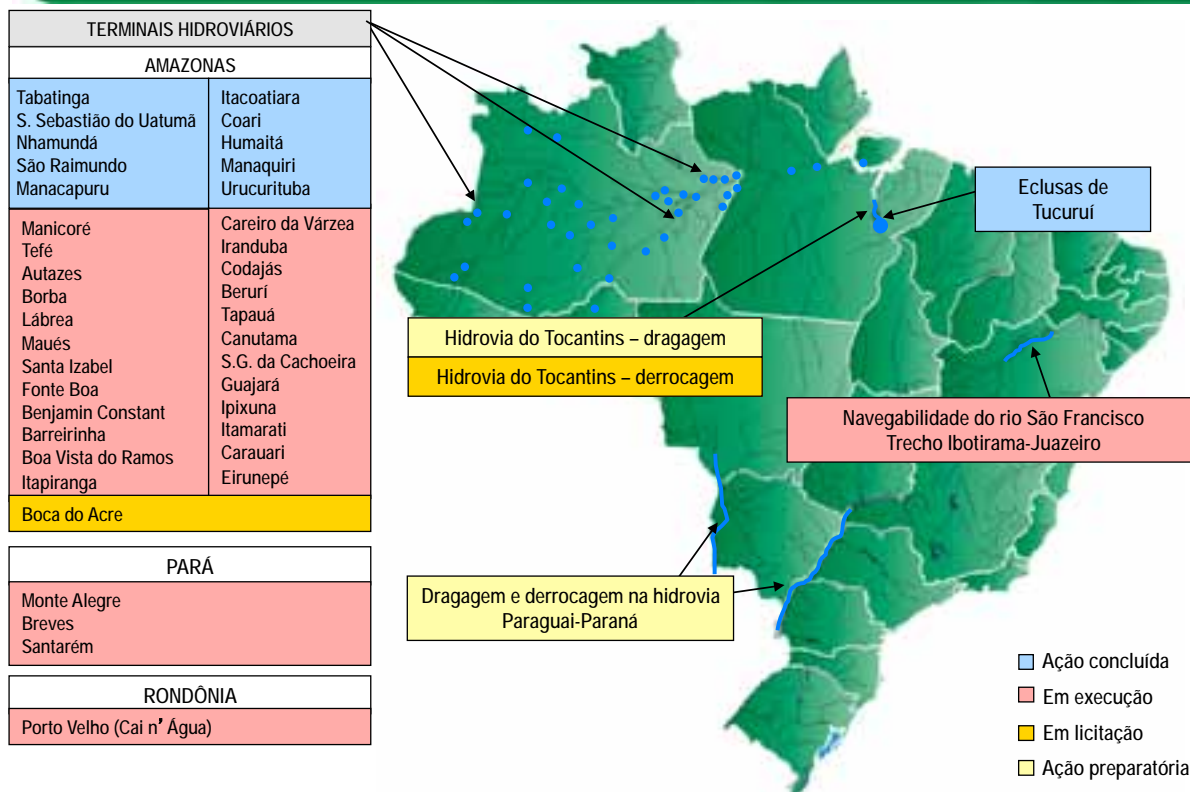 TERMINAIS HIDROVIÁRIOS
AMAZONAS
Tabatinga
S. Sebastião do Uatumã
Nhamundá
São Raimundo
Manacapuru
Itacoatiara
Coari
Humaitá
Manaquiri
Urucurituba
Manicoré
Tefé
Autazes
Borba
Lábrea
Maués
Santa Izabel
Fonte Boa
Benjamin Constant
Barreirinha
Boa Vista do Ramos
Itapiranga
Careiro da Várzea
Iranduba
Codajás
Berurí
Tapauá
Canutama
S.G. da Cachoeira
Guajará
Ipixuna
Itamarati
Carauari
Eirunepé
Boca do Acre
PARÁ
Monte Alegre
Breves
Santarém
RONDÔNIA
Porto Velho (Cai n' Água)
Eclusas de
Tucuruí
Hidrovia do Tocantins – dragagem
Hidrovia do Tocantins – derrocagem
Navegabilidade do rio São Francisco
Trecho Ibotirama-Juazeiro
Dragagem e derrocagem na hidrovia
Paraguai-Paraná
Ação concluída
Em execução
Em licitação
Ação preparatória